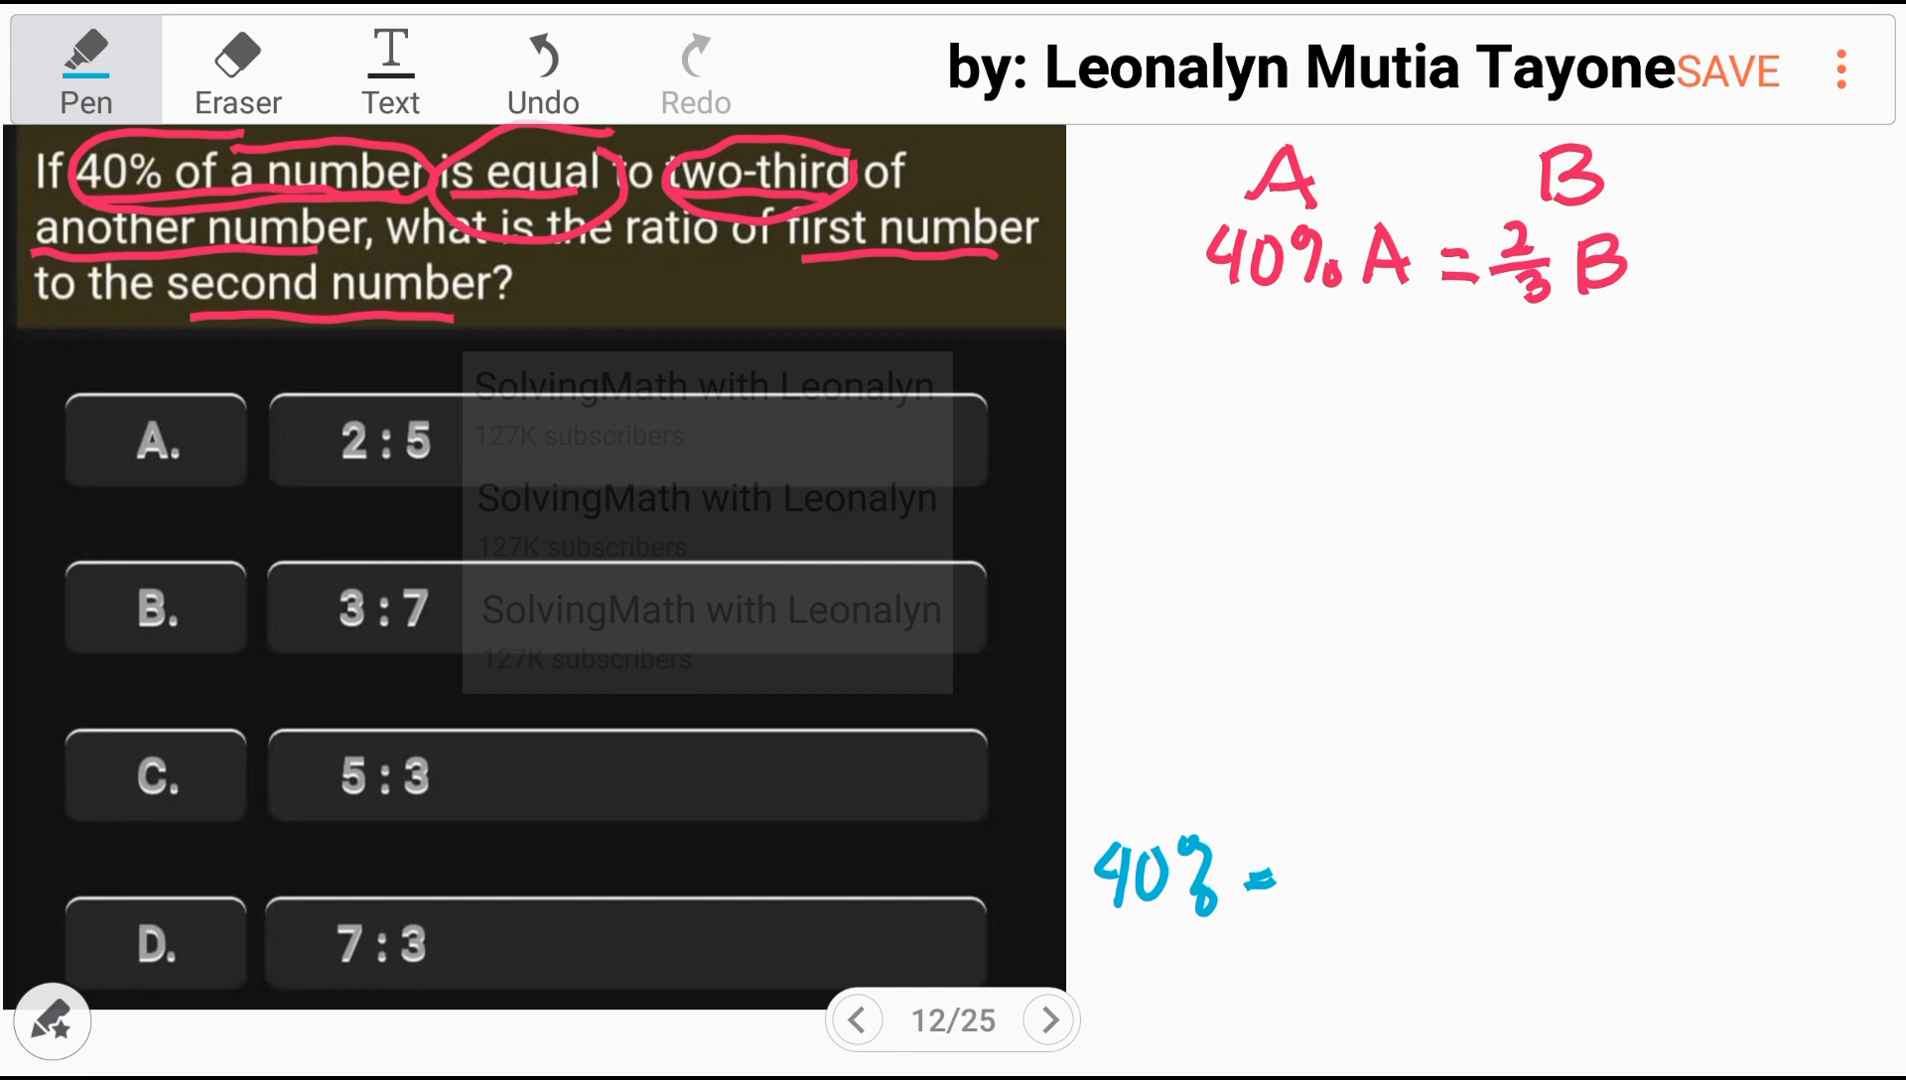 Pen
Eraser
Text
Undo
Redo
by: Leonalyn Mutia Tayone
SAVE
If 40% of a number is equal to two-third of
another number, what is the ratio of first number
to the second number?
A B
40% A = 2/3 B
A. 2 : 5
SolvingMath with Leonalyn
127K subscribers
SolvingMath with Leonalyn
127K subscribers
B. 3 : 7
SolvingMath with Leonalyn
127K subscribers
C. 5 : 3
40% =
D. 7 : 3
12/25